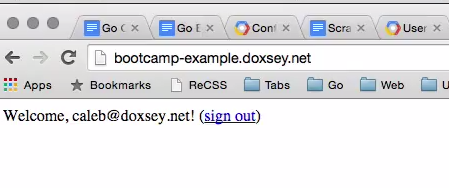 Go C
Go E
Cont
Scra
User
bootcamp-example.doxsey.net
Apps
Bookmarks
ReCSS
Tabs
Go
Web
U
Welcome, caleb@doxsey.net! (sign out)